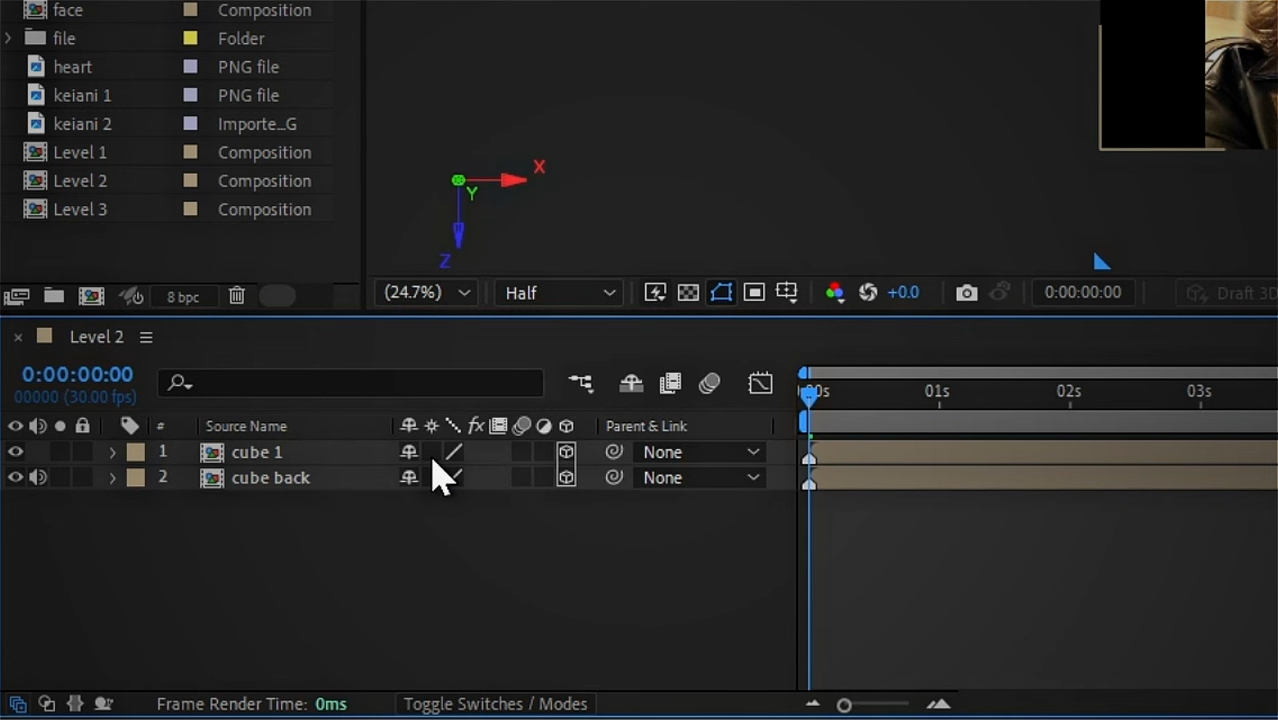 face Composition
file Folder
heart PNG file
keiani 1 PNG file
keiani 2 Importe...G
Level 1 Composition
Level 2 Composition
Level 3 Composition
X
Y
Z
8 bpc
(24.7%) Half +0.0 0:00:00:00 Draft 3D
Level 2
0:00:00:00
00000 (30.00 fps)
01s 02s 03s
# Source Name fx Parent & Link
1 cube 1 None
2 cube back None
Frame Render Time: 0ms Toggle Switches / Modes